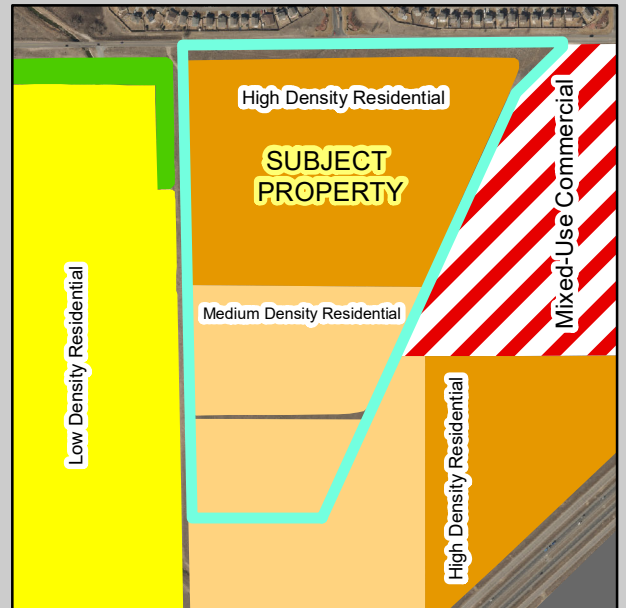 High Density Residential
SUBJECT
PROPERTY
Mixed-Use Commercial
Medium Density Residential
Low Density Residential
High Density Residential